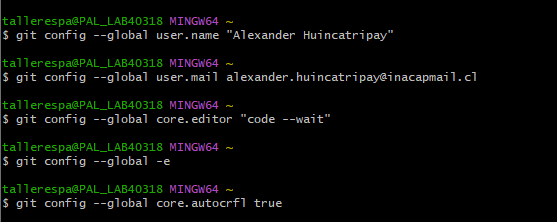 tallerespa@PAL_LAB40318 MINGW64 ~
$ git config --global user.name "Alexander Huincatripay"
tallerespa@PAL_LAB40318 MINGW64 ~
$ git config --global user.mail alexander.huincatripay@inacapmail.cl
tallerespa@PAL_LAB40318 MINGW64 ~
$ git config --global core.editor "code --wait"
tallerespa@PAL_LAB40318 MINGW64 ~
$ git config --global -e
tallerespa@PAL_LAB40318 MINGW64 ~
$ git config --global core.autocrfl true